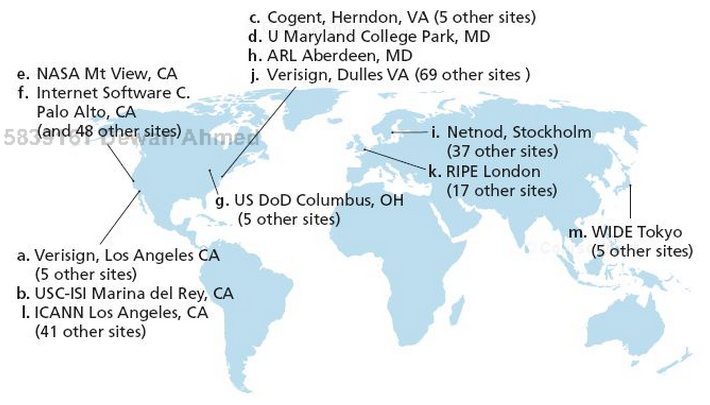 c. Cogent, Herndon, VA (5 other sites)
d. U Maryland College Park, MD
h. ARL Aberdeen, MD
j. Verisign, Dulles VA (69 other sites )
e. NASA Mt View, CA
f. Internet Software C.
Palo Alto, CA
(and 48 other sites)
i. Netnod, Stockholm
(37 other sites)
k. RIPE London
(17 other sites)
g. US DoD Columbus, OH
(5 other sites)
m. WIDE Tokyo
(5 other sites)
a. Verisign, Los Angeles CA
(5 other sites)
b. USC-ISI Marina del Rey, CA
l. ICANN Los Angeles, CA
(41 other sites)
Dewan Ahmed